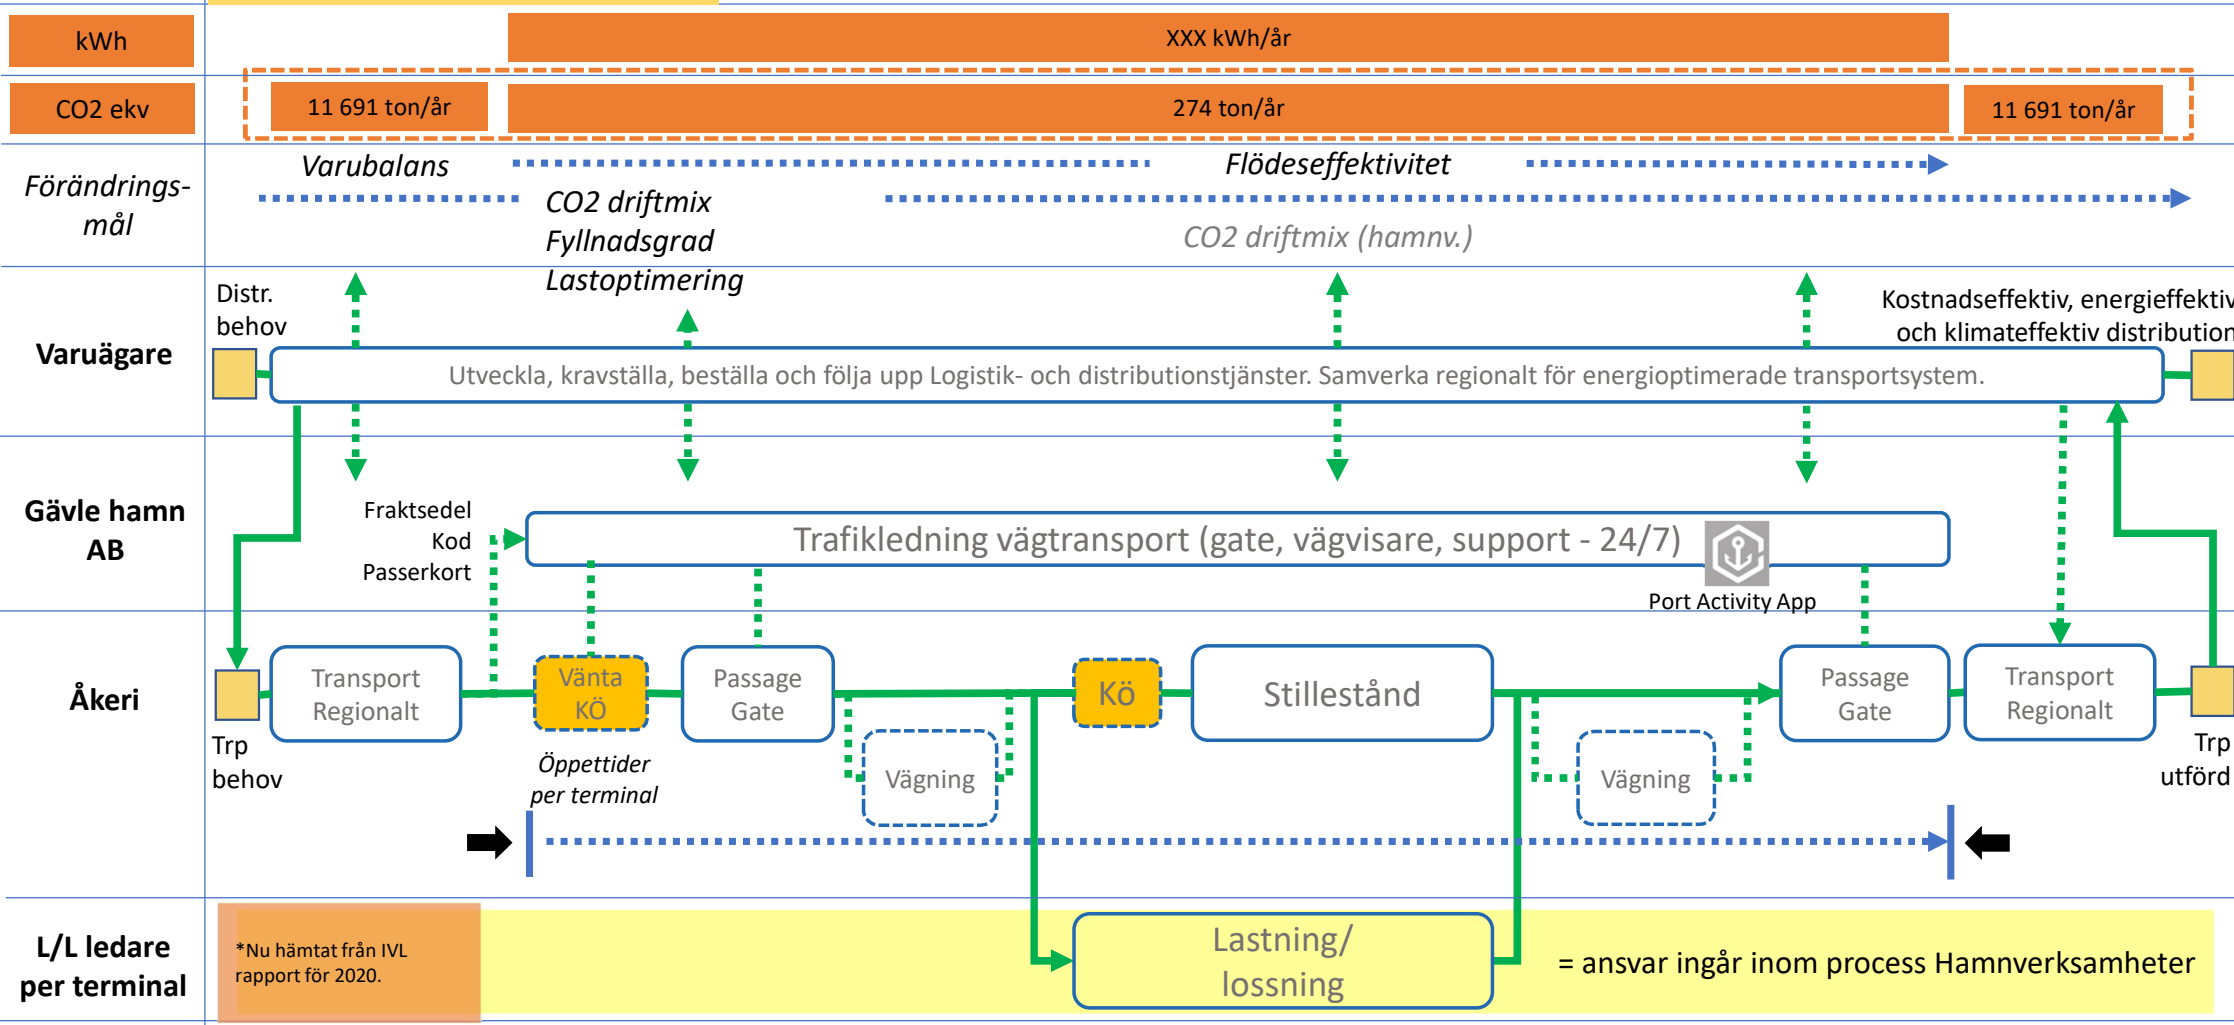 kWh
XXX kWh/år
CO2 ekv
11 691 ton/år
274 ton/år
11 691 ton/år
Förändrings-
mål
Varubalans
Flödeseffektivitet
CO2 driftmix
Fyllnadsgrad
Lastoptimering
CO2 driftmix (hamnv.)
Varuägare
Distr.
behov
Kostnadseffektiv, energieffektiv
och klimateffektiv distribution
Utveckla, kravställa, beställa och följa upp Logistik- och distributionstjänster. Samverka regionalt för energioptimerade transportsystem.
Gävle hamn
AB
Fraktsedel
Kod
Passerkort
Trafikledning vägtransport (gate, vägvisare, support - 24/7)
Port Activity App
Åkeri
Trp
behov
Transport
Regionalt
Vänta
KÖ
Öppettider
per terminal
Passage
Gate
Vägning
Kö
Stillestånd
Vägning
Passage
Gate
Transport
Regionalt
Trp
utförd
L/L ledare
per terminal
*Nu hämtat från IVL
rapport för 2020.
Lastning/
lossning
= ansvar ingår inom process Hamnverksamheter